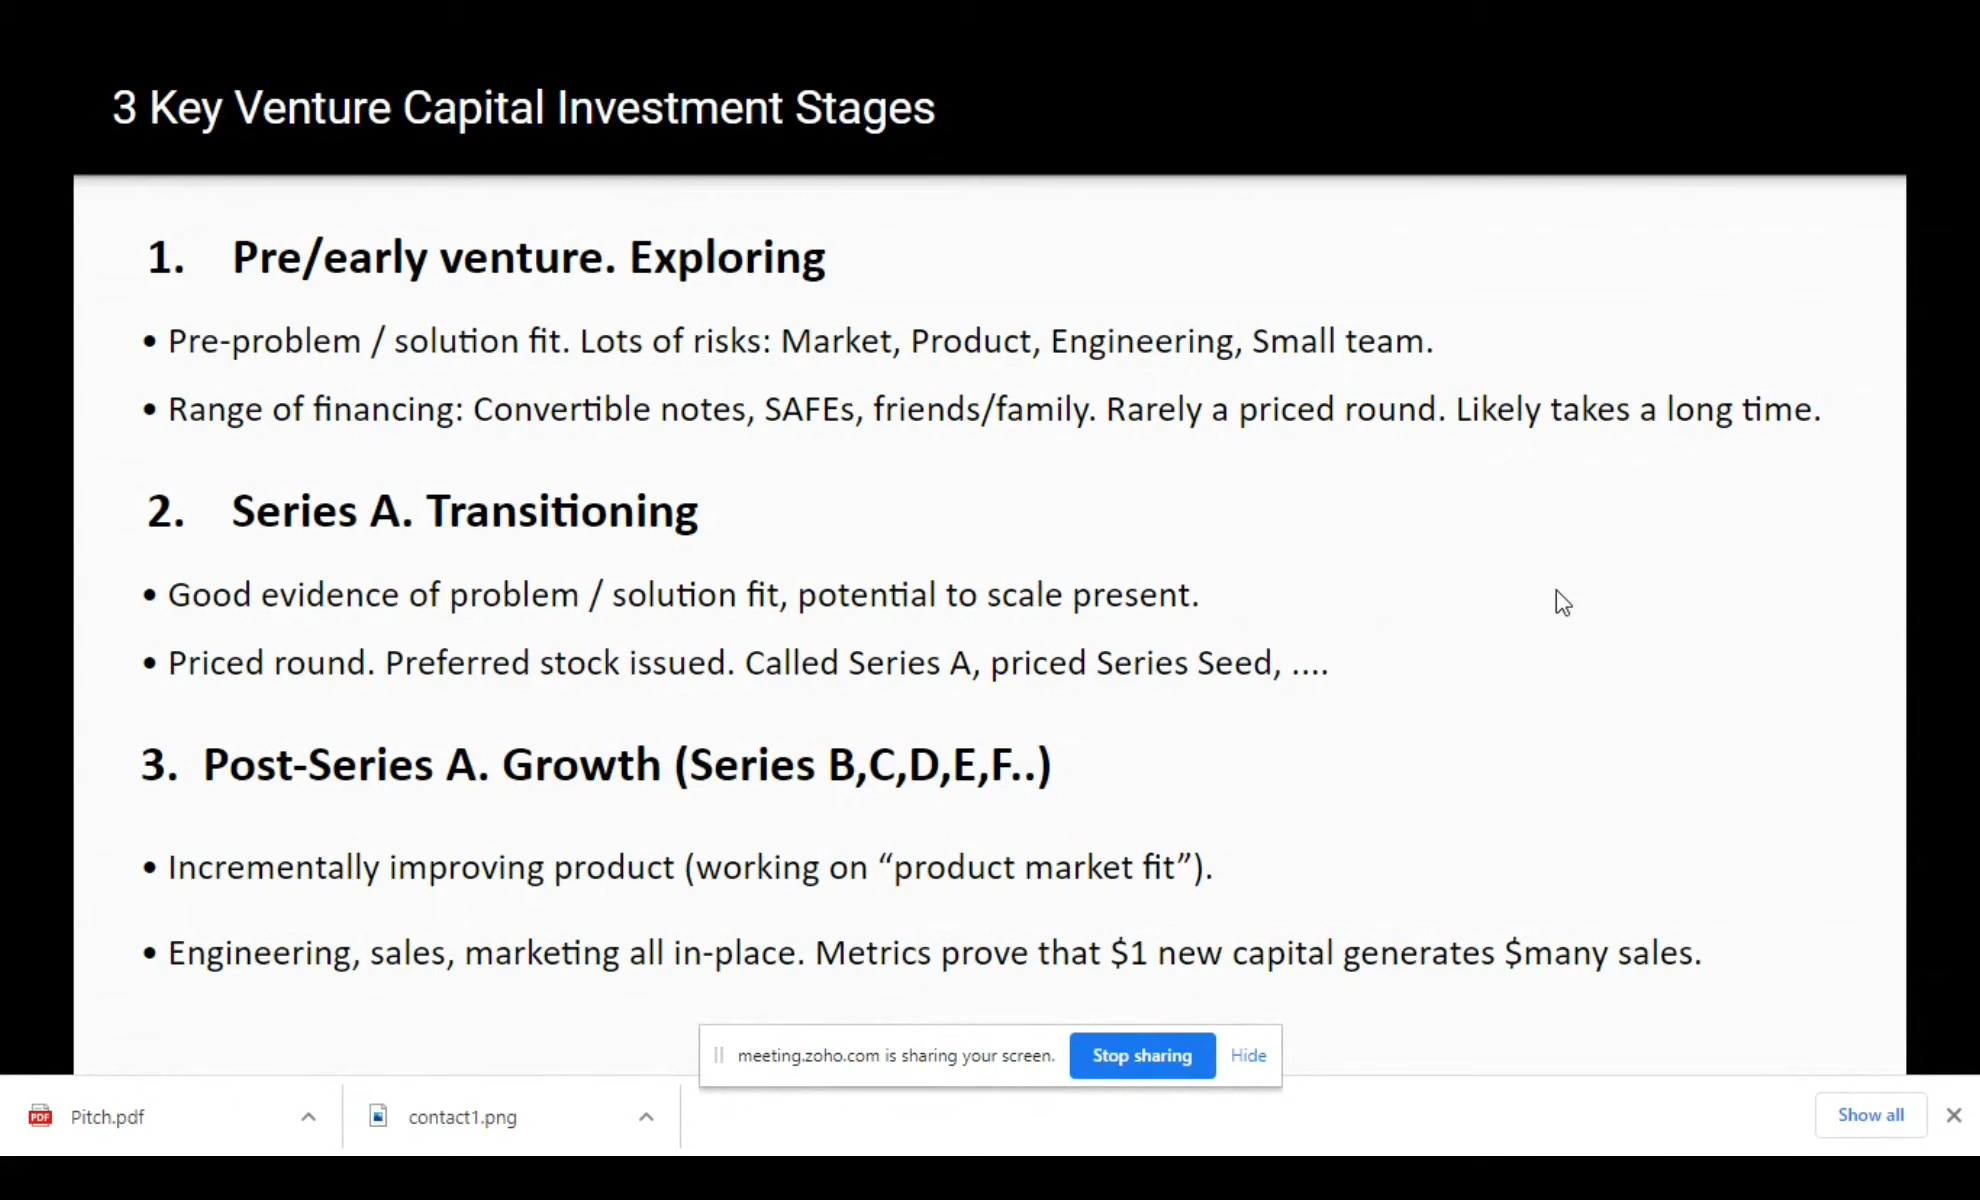 3 Key Venture Capital Investment Stages
1. Pre/early venture. Exploring
• Pre-problem / solution fit. Lots of risks: Market, Product, Engineering, Small team.
• Range of financing: Convertible notes, SAFEs, friends/family. Rarely a priced round. Likely takes a long time.
2. Series A. Transitioning
• Good evidence of problem / solution fit, potential to scale present.
• Priced round. Preferred stock issued. Called Series A, priced Series Seed, ....
3. Post-Series A. Growth (Series B,C,D,E,F..)
• Incrementally improving product (working on “product market fit”).
• Engineering, sales, marketing all in-place. Metrics prove that $1 new capital generates $many sales.
meeting.zoho.com is sharing your screen. Stop sharing Hide
PDF Pitch.pdf contact1.png Show all